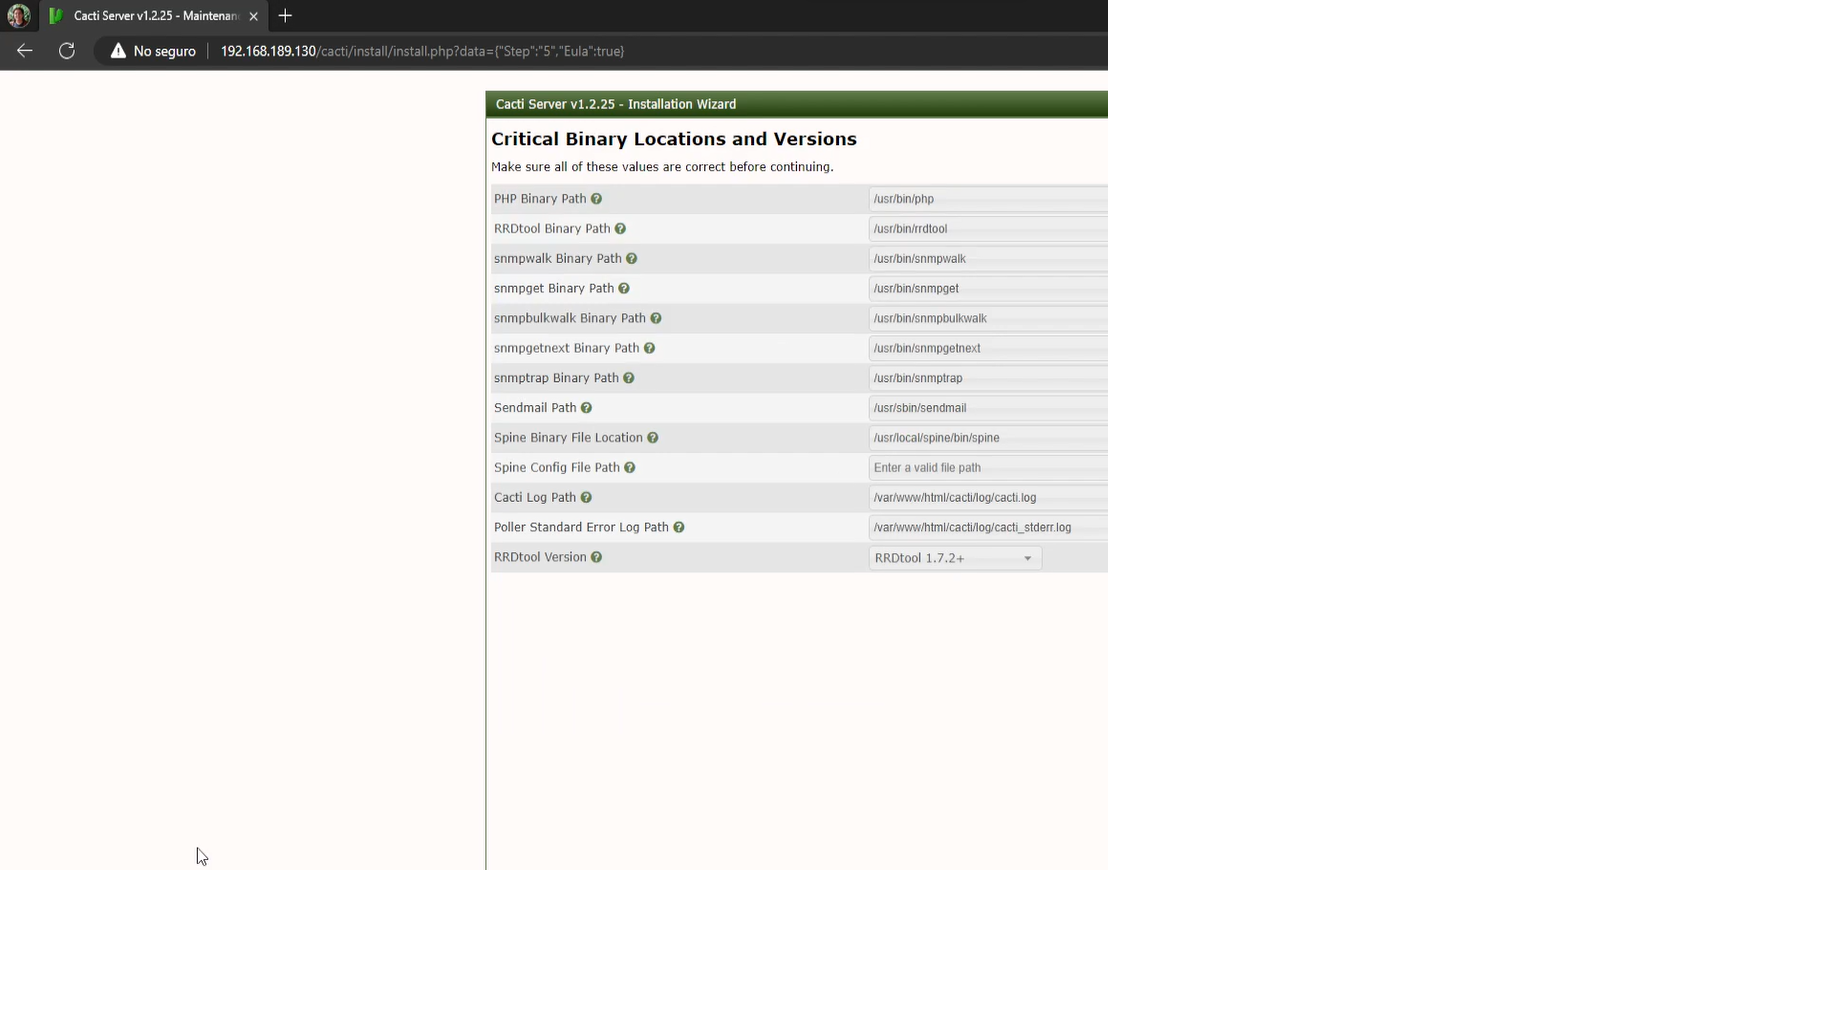 Cacti Server v1.2.25 - Maintenan
No seguro
192.168.189.130/cacti/install/install.php?data={"Step":"5","Eula":true}
Cacti Server v1.2.25 - Installation Wizard
Critical Binary Locations and Versions
Make sure all of these values are correct before continuing.
PHP Binary Path /usr/bin/php
RRDtool Binary Path /usr/bin/rrdtool
snmpwalk Binary Path /usr/bin/snmpwalk
snmpget Binary Path /usr/bin/snmpget
snmpbulkwalk Binary Path /usr/bin/snmpbulkwalk
snmpgetnext Binary Path /usr/bin/snmpgetnext
snmptrap Binary Path /usr/bin/snmptrap
Sendmail Path /usr/sbin/sendmail
Spine Binary File Location /usr/local/spine/bin/spine
Spine Config File Path Enter a valid file path
Cacti Log Path /var/www/html/cacti/log/cacti.log
Poller Standard Error Log Path /var/www/html/cacti/log/cacti_stderr.log
RRDtool Version RRDtool 1.7.2+